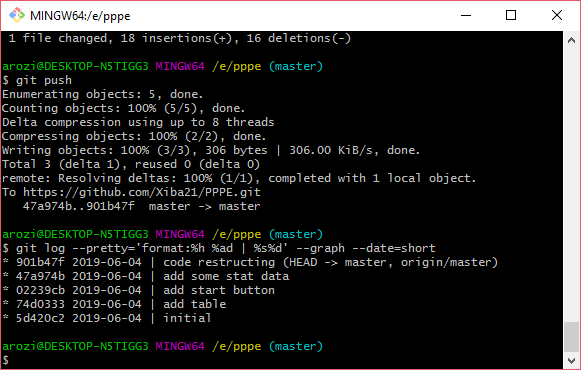 MINGW64:/e/pppe
1 file changed, 18 insertions(+), 16 deletions(-)
arozi@DESKTOP-N5TIGG3 MINGW64 /e/pppe (master)
$ git push
Enumerating objects: 5, done.
Counting objects: 100% (5/5), done.
Delta compression using up to 8 threads
Compressing objects: 100% (2/2), done.
Writing objects: 100% (3/3), 306 bytes | 306.00 KiB/s, done.
Total 3 (delta 1), reused 0 (delta 0)
remote: Resolving deltas: 100% (1/1), completed with 1 local object.
To https://github.com/Xiba21/PPPE.git
   47a974b..901b47f  master -> master
arozi@DESKTOP-N5TIGG3 MINGW64 /e/pppe (master)
$ git log --pretty='format:%h %ad | %s%d' --graph --date=short
* 901b47f 2019-06-04 | code restructing (HEAD -> master, origin/master)
* 47a974b 2019-06-04 | add some stat data
* 02239cb 2019-06-04 | add start button
* 74d0333 2019-06-04 | add table
* 5d420c2 2019-06-04 | initial
arozi@DESKTOP-N5TIGG3 MINGW64 /e/pppe (master)
$